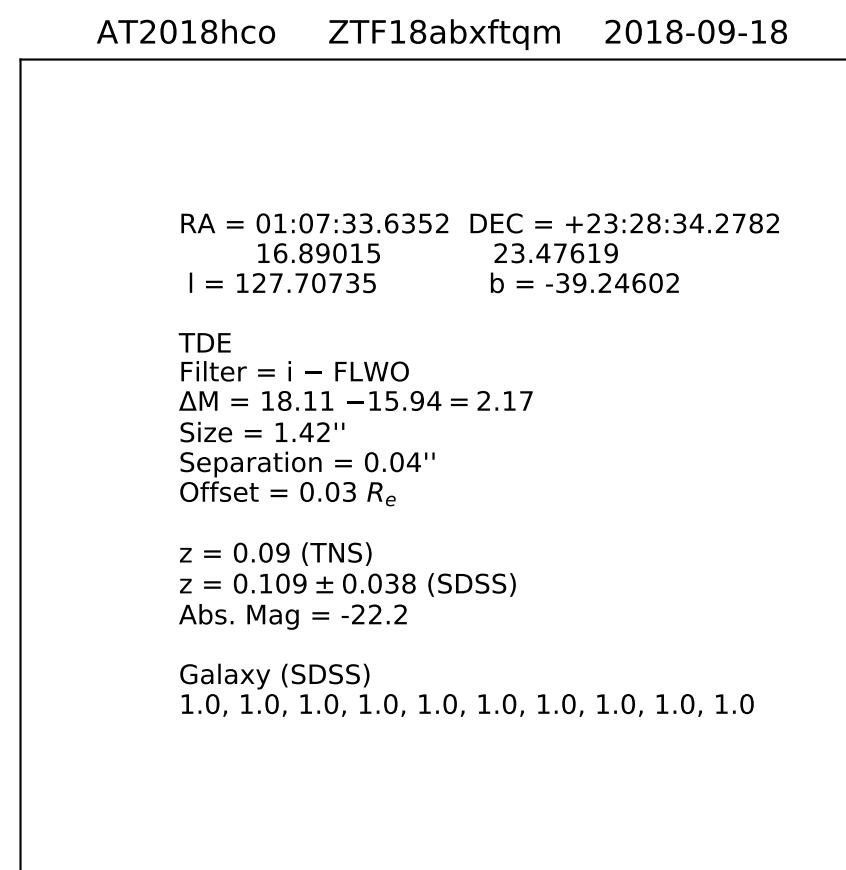 AT2018hco ZTF18abxftqm 2018-09-18
RA = 01:07:33.6352 DEC = +23:28:34.2782
16.89015 23.47619
l = 127.70735 b = -39.24602
TDE
Filter = i − FLWO
ΔM = 18.11 −15.94 = 2.17
Size = 1.42''
Separation = 0.04''
Offset = 0.03 Re
z = 0.09 (TNS)
z = 0.109 ± 0.038 (SDSS)
Abs. Mag = -22.2
Galaxy (SDSS)
1.0, 1.0, 1.0, 1.0, 1.0, 1.0, 1.0, 1.0, 1.0, 1.0